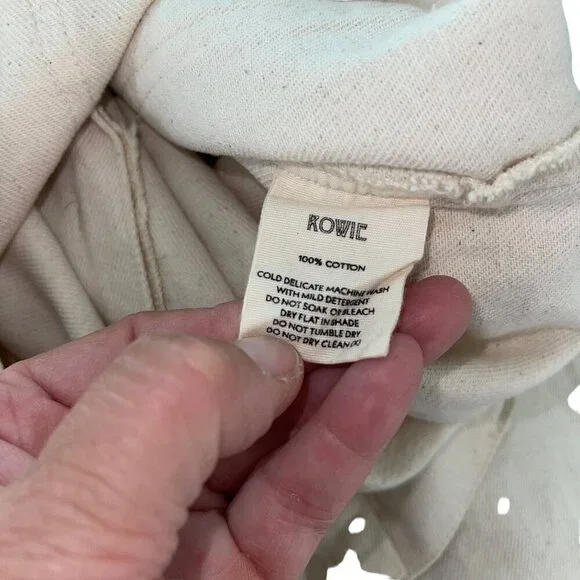 KOWIE
100% COTTON
COLD DELICATE MACHINE WASH
WITH MILD DETERGENT
DO NOT SOAK OR BLEACH
DRY FLAT IN SHADE
DO NOT TUMBLE DRY
DO NOT DRY CLEAN (X)